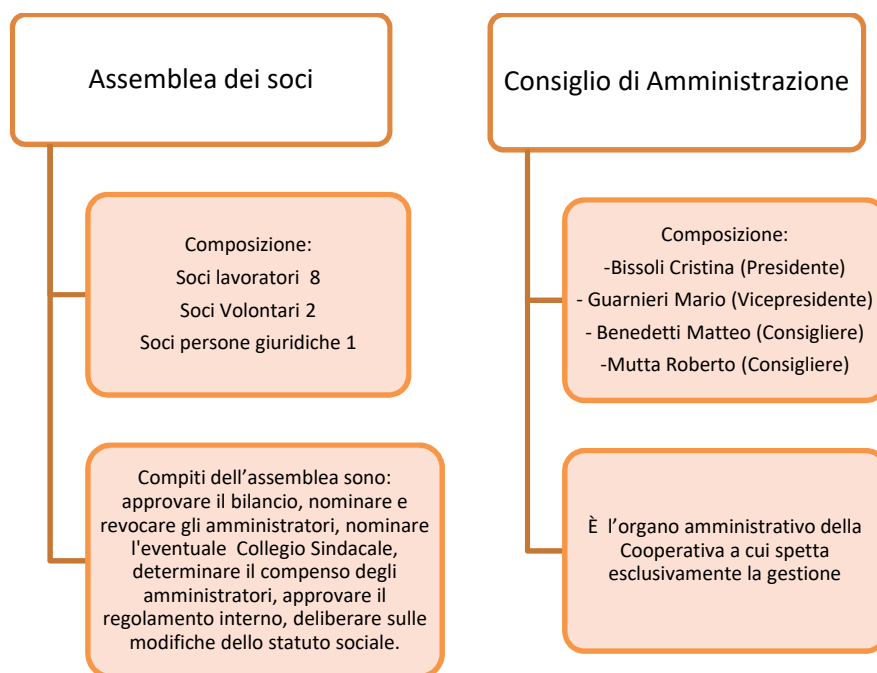 Assemblea dei soci
Composizione:
Soci lavoratori 8
Soci Volontari 2
Soci persone giuridiche 1
Compiti dell'assemblea sono:
approvare il bilancio, nominare e
revocare gli amministratori, nominare
l'eventuale Collegio Sindacale,
determinare il compenso degli
amministratori, approvare il
regolamento interno, deliberare sulle
modifiche dello statuto sociale.
Consiglio di Amministrazione
Composizione:
-Bissoli Cristina (Presidente)
- Guarnieri Mario (Vicepresidente)
- Benedetti Matteo (Consigliere)
-Mutta Roberto (Consigliere)
È l'organo amministrativo della
Cooperativa a cui spetta
esclusivamente la gestione